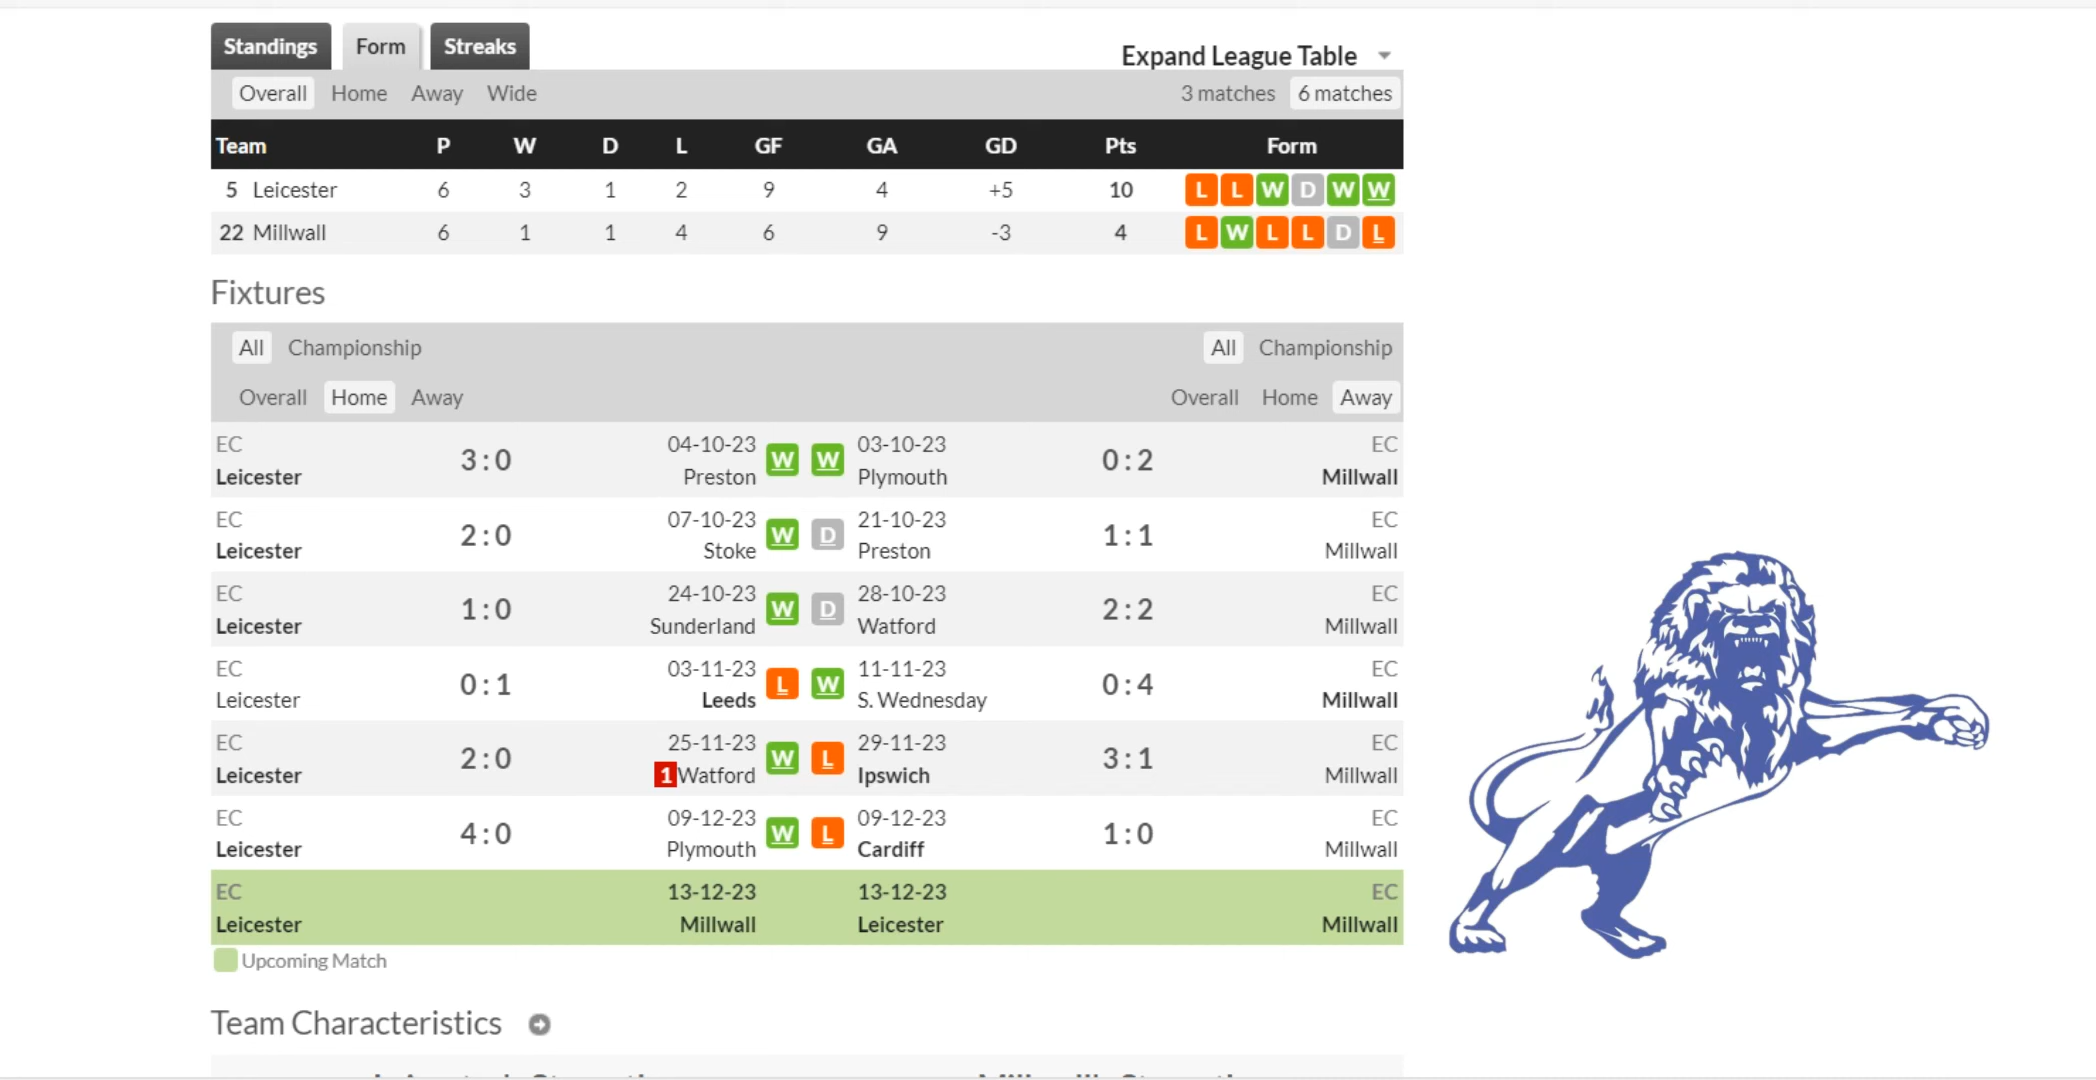 Standings Form Streaks Expand League Table
Overall Home Away Wide 3 matches 6 matches
Team P W D L GF GA GD Pts Form
5 Leicester 6 3 1 2 9 4 +5 10 L L W D W W
22 Millwall 6 1 1 4 6 9 -3 4 L W L L D L
Fixtures
All Championship All Championship
Overall Home Away Overall Home Away
EC 04-10-23 03-10-23 EC
Leicester 3 : 0 Preston W W Plymouth 0 : 2 Millwall
EC 07-10-23 21-10-23 EC
Leicester 2 : 0 Stoke W D Preston 1 : 1 Millwall
EC 24-10-23 28-10-23 EC
Leicester 1 : 0 Sunderland W D Watford 2 : 2 Millwall
EC 03-11-23 11-11-23 EC
Leicester 0 : 1 Leeds L W S. Wednesday 0 : 4 Millwall
EC 25-11-23 29-11-23 EC
Leicester 2 : 0 1 Watford W L Ipswich 3 : 1 Millwall
EC 09-12-23 09-12-23 EC
Leicester 4 : 0 Plymouth W L Cardiff 1 : 0 Millwall
EC 13-12-23 13-12-23 EC
Leicester Millwall Leicester Millwall
Upcoming Match
Team Characteristics